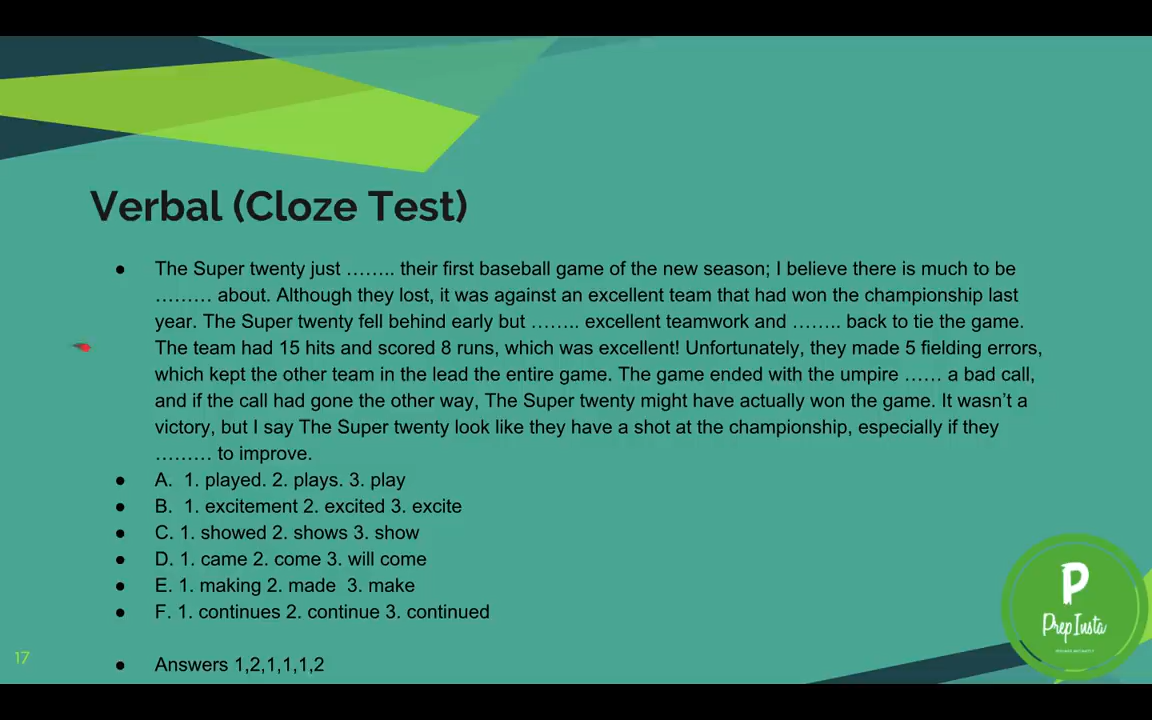 Verbal (Cloze Test)
● The Super twenty just …….. their first baseball game of the new season; I believe there is much to be
……… about. Although they lost, it was against an excellent team that had won the championship last
year. The Super twenty fell behind early but …….. excellent teamwork and …….. back to tie the game.
The team had 15 hits and scored 8 runs, which was excellent! Unfortunately, they made 5 fielding errors,
which kept the other team in the lead the entire game. The game ended with the umpire …… a bad call,
and if the call had gone the other way, The Super twenty might have actually won the game. It wasn’t a
victory, but I say The Super twenty look like they have a shot at the championship, especially if they
……… to improve.
● A. 1. played. 2. plays. 3. play
● B. 1. excitement 2. excited 3. excite
● C. 1. showed 2. shows 3. show
● D. 1. came 2. come 3. will come
● E. 1. making 2. made 3. make
● F. 1. continues 2. continue 3. continued
● Answers 1,2,1,1,1,2
17
P
PrepInsta